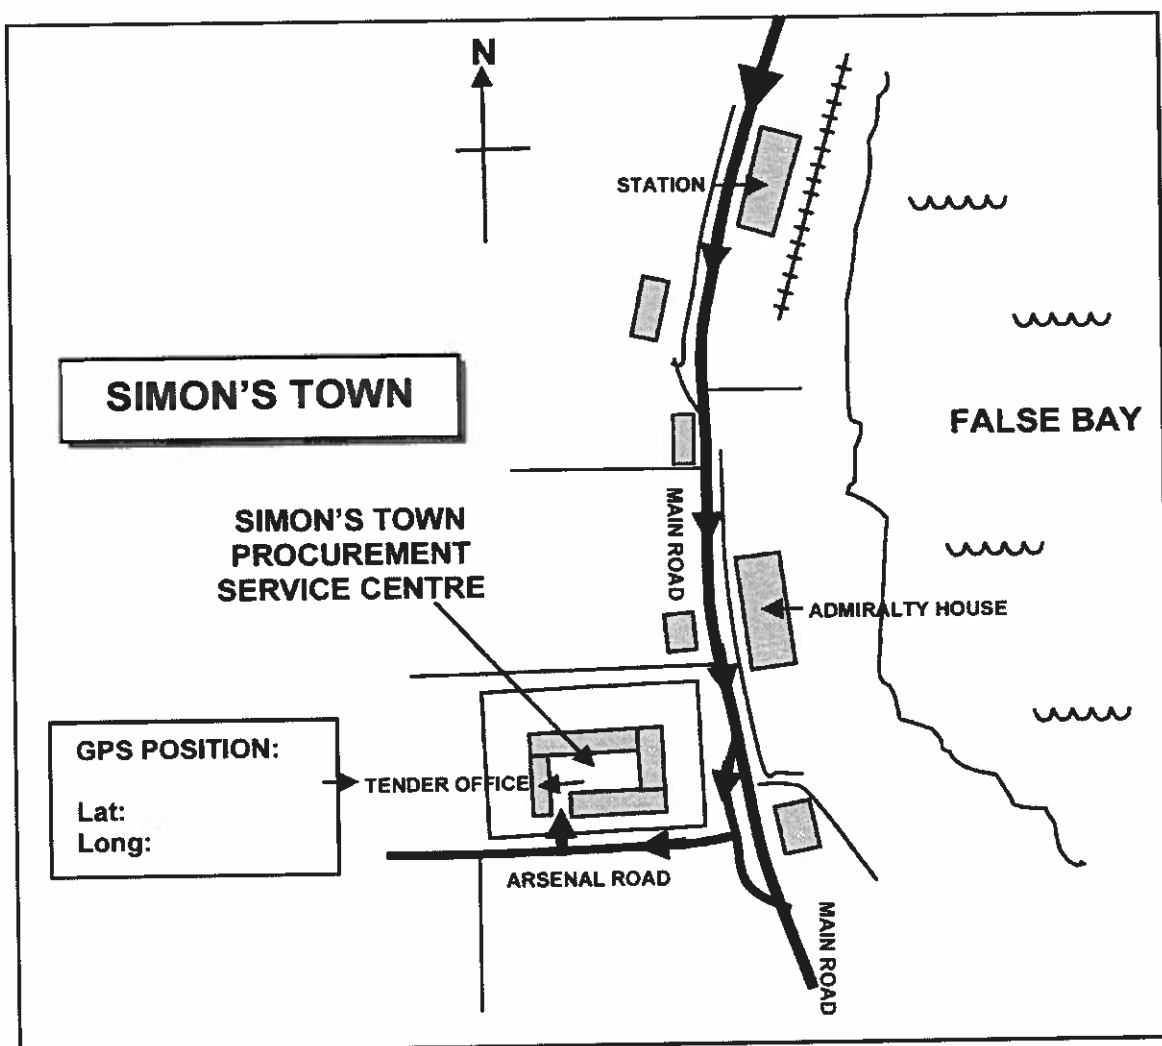 N
STATION
SIMON'S TOWN
FALSE BAY
MAIN ROAD
SIMON'S TOWN
PROCUREMENT
SERVICE CENTRE
ADMIRALTY HOUSE
GPS POSITION:
Lat:
Long:
TENDER OFFICE
ARSENAL ROAD
MAIN ROAD